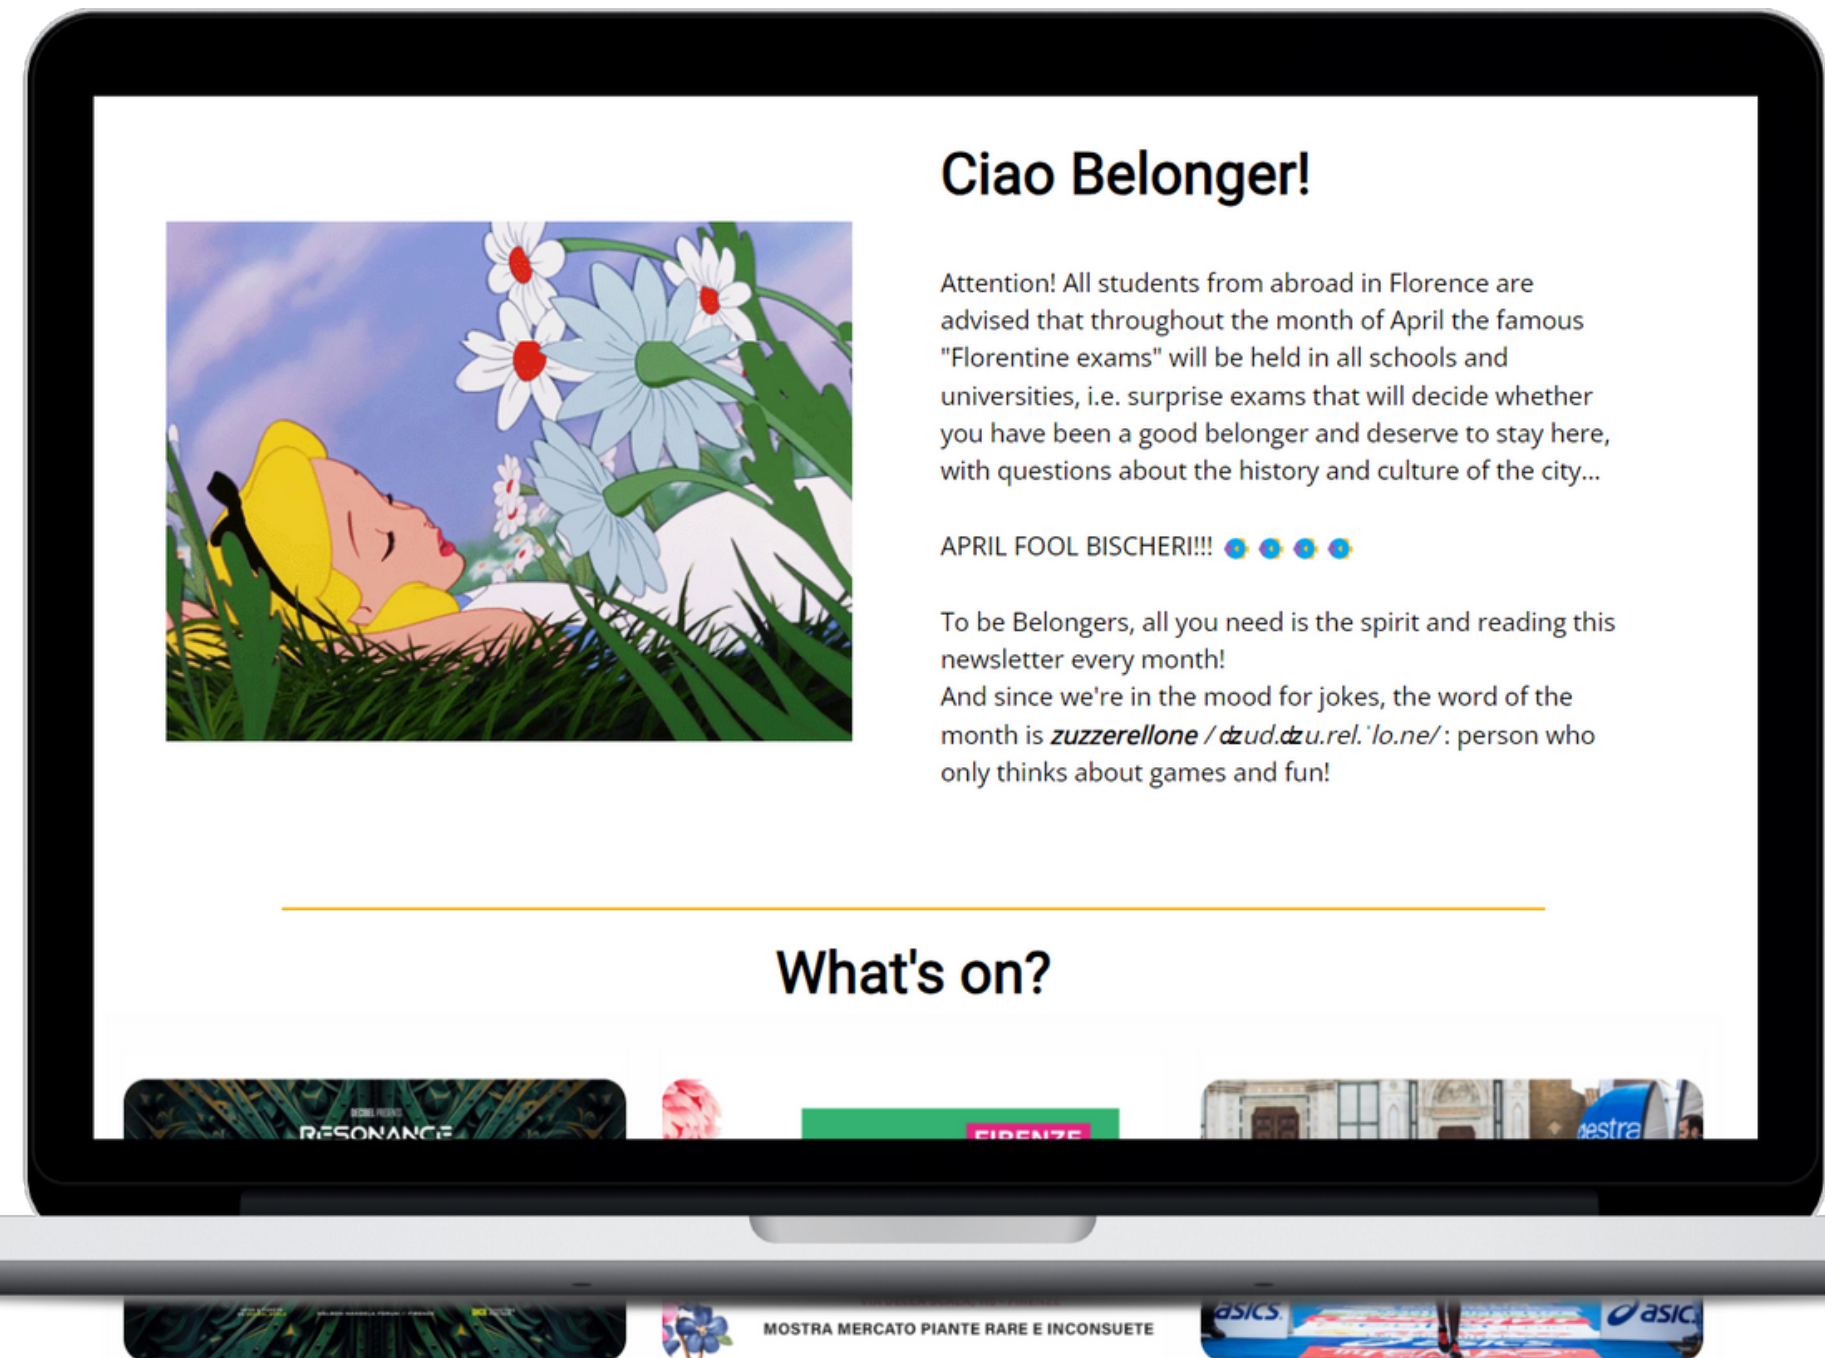 Ciao Belonger!
Attention! All students from abroad in Florence are
advised that throughout the month of April the famous
"Florentine exams" will be held in all schools and
universities, i.e. surprise exams that will decide whether
you have been a good belonger and deserve to stay here,
with questions about the history and culture of the city...
APRIL FOOL BISCHERI!!!
To be Belongers, all you need is the spirit and reading this
newsletter every month!
And since we're in the mood for jokes, the word of the
month is zuzzerellone /ʣud.ʣu.rel.ˈlo.ne/ : person who
only thinks about games and fun!
What's on?
DECIBEL PRESENTS
RESONANCE
FIRENZE
estra
MOSTRA MERCATO PIANTE RARE E INCONSUETE
asics
asic